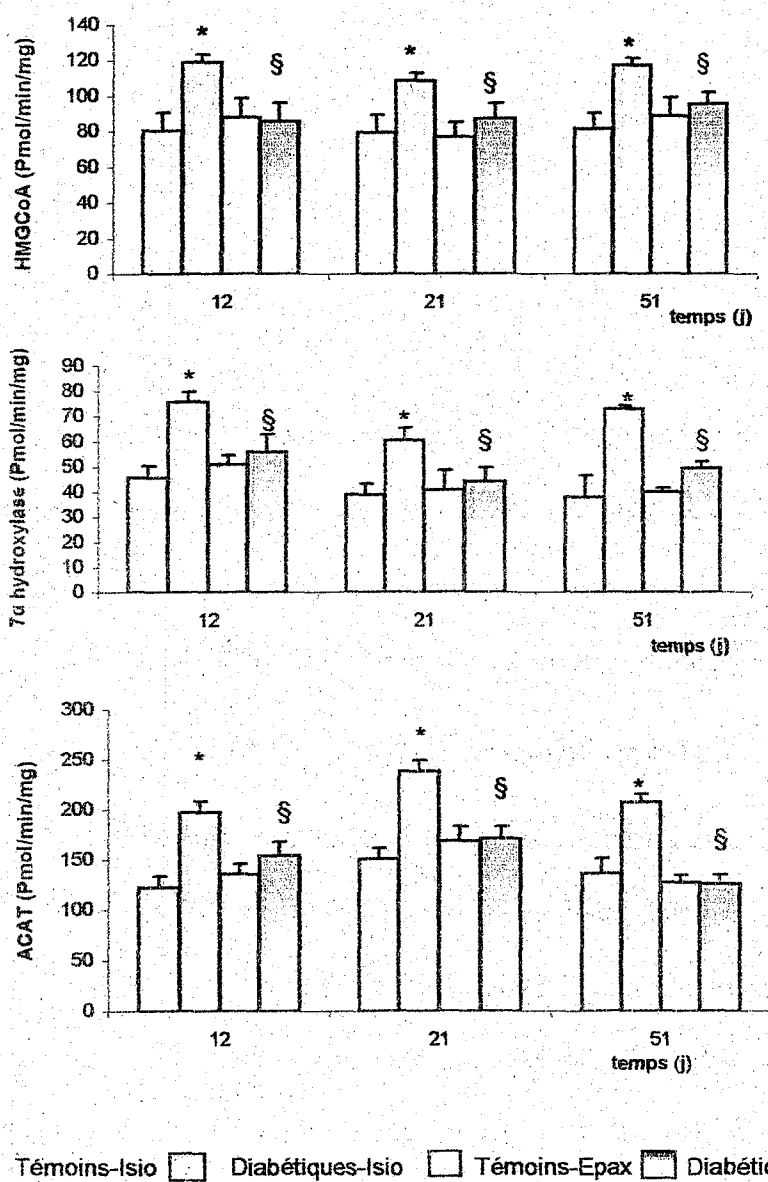 HMGCoA (Pmol/min/mg)
140
120
100
80
60
40
20
0
* § * § * §
12 21 51
temps (j)
7α hydroxylase (Pmol/min/mg)
90
80
70
60
50
40
30
20
10
0
* § * § * §
12 21 51
temps (j)
ACAT (Pmol/min/mg)
300
250
200
150
100
50
0
* § * § * §
12 21 51
temps (j)
Témoins-Isio Diabétiques-Isio Témoins-Epax Diabétic